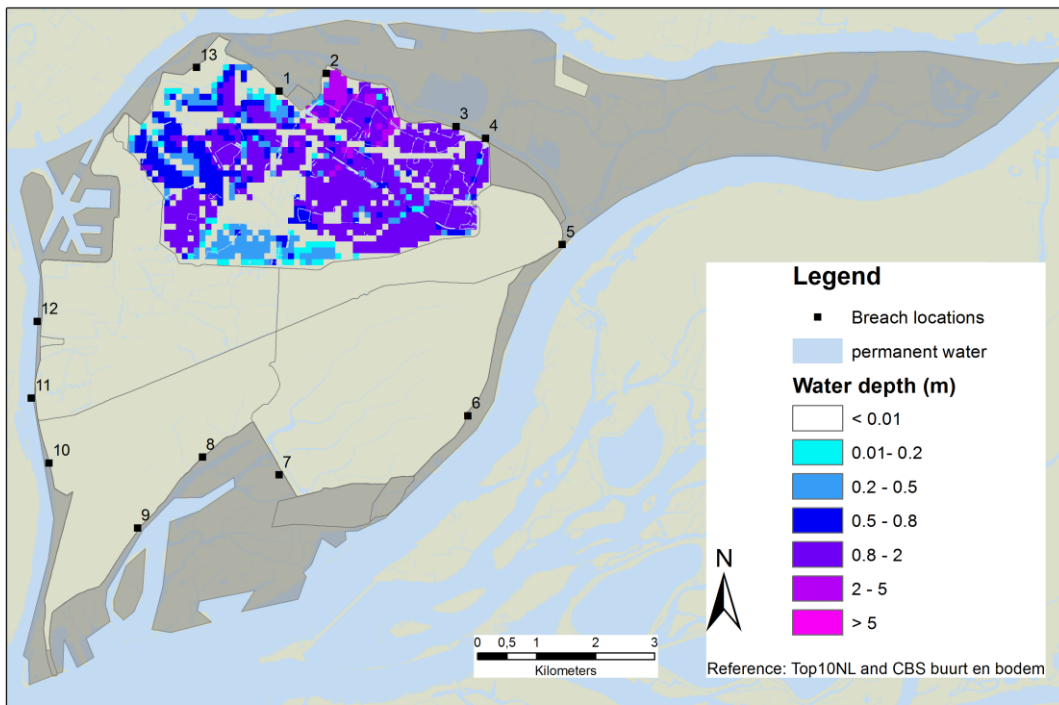 13
1
2
3
4
5
12
11
10
9
8
7
6
Legend
Breach locations
permanent water
Water depth (m)
< 0.01
0.01- 0.2
0.2 - 0.5
0.5 - 0.8
0.8 - 2
2 - 5
> 5
N
0 0,5 1 2 3
Kilometers
Reference: Top10NL and CBS buurt en bodem